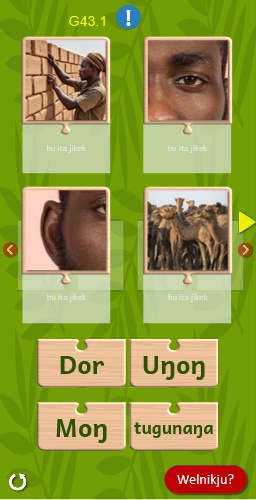 G43.1
!
bu ita jikek
bu ita jikek
bu ita jikek
bu ita jikek
Dor
Uŋoŋ
Moŋ
tugunaŋa
Welnikju?